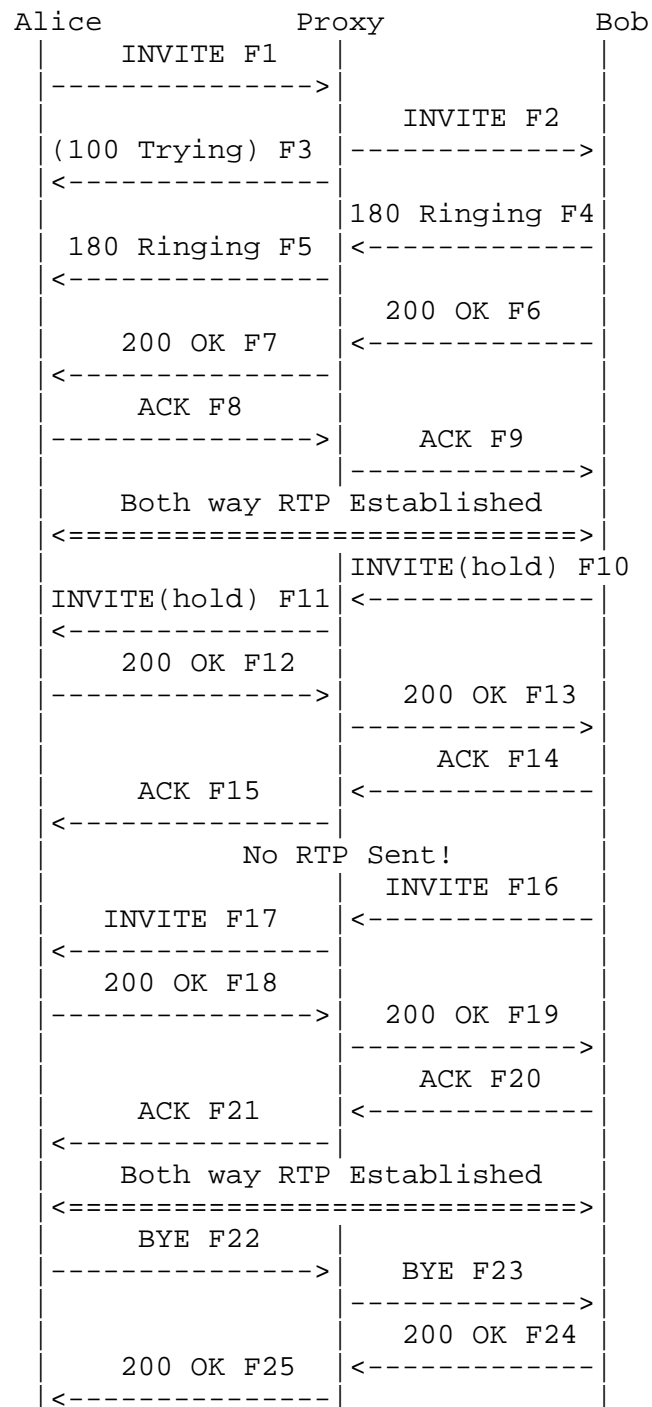 Alice Proxy Bob
INVITE F1
INVITE F2
(100 Trying) F3
180 Ringing F4
180 Ringing F5
200 OK F6
200 OK F7
ACK F8
ACK F9
Both way RTP Established
INVITE(hold) F10
INVITE(hold) F11
200 OK F12
200 OK F13
ACK F14
ACK F15
No RTP Sent!
INVITE F16
INVITE F17
200 OK F18
200 OK F19
ACK F20
ACK F21
Both way RTP Established
BYE F22
BYE F23
200 OK F24
200 OK F25